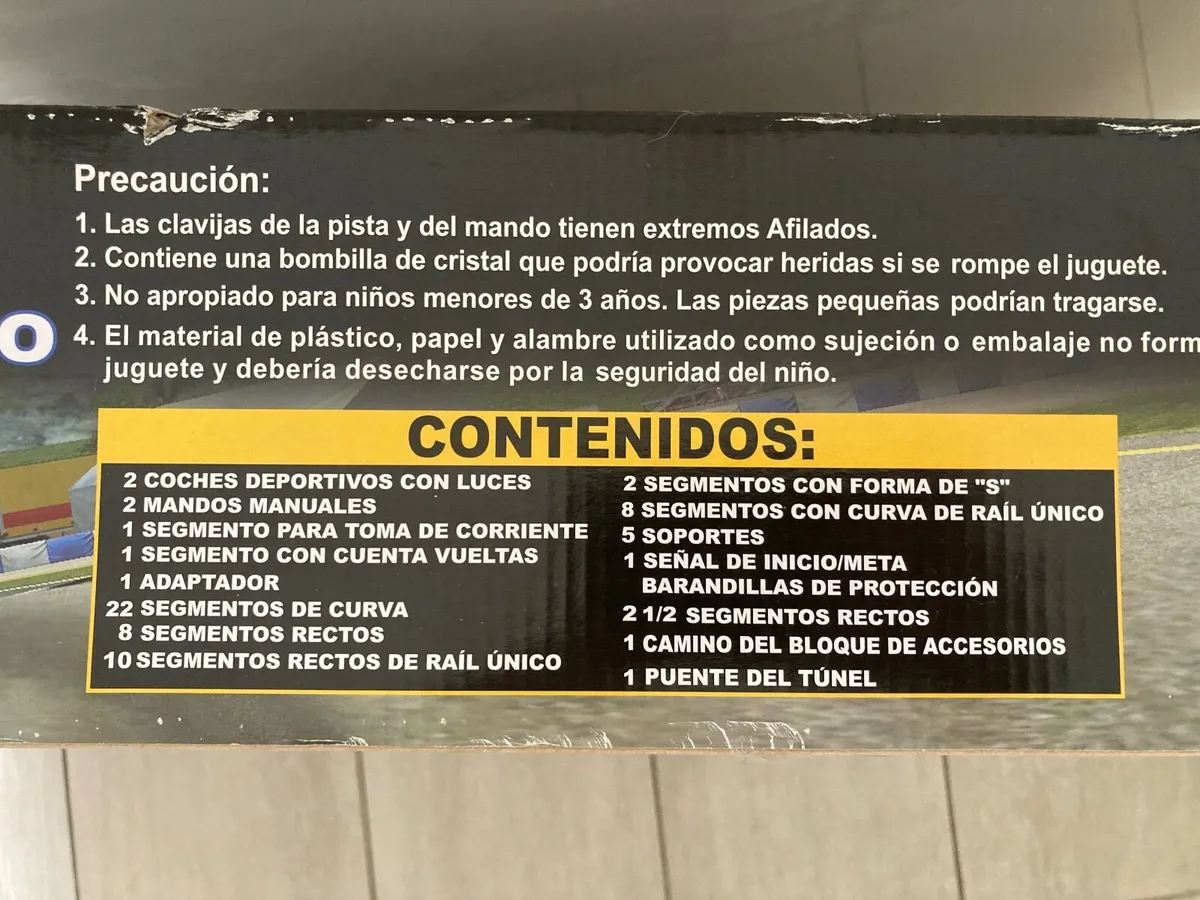 Precaución:
1. Las clavijas de la pista y del mando tienen extremos Afilados.
2. Contiene una bombilla de cristal que podría provocar heridas si se rompe el juguete.
3. No apropiado para niños menores de 3 años. Las piezas pequeñas podrían tragarse.
4. El material de plástico, papel y alambre utilizado como sujeción o embalaje no form
juguete y debería desecharse por la seguridad del niño.
o
CONTENIDOS:
2 COCHES DEPORTIVOS CON LUCES
2 MANDOS MANUALES
1 SEGMENTO PARA TOMA DE CORRIENTE
1 SEGMENTO CON CUENTA VUELTAS
1 ADAPTADOR
22 SEGMENTOS DE CURVA
8 SEGMENTOS RECTOS
10 SEGMENTOS RECTOS DE RAÍL ÚNICO
2 SEGMENTOS CON FORMA DE "S"
8 SEGMENTOS CON CURVA DE RAÍL ÚNICO
5 SOPORTES
1 SEÑAL DE INICIO/META
BARANDILLAS DE PROTECCIÓN
2 1/2 SEGMENTOS RECTOS
1 CAMINO DEL BLOQUE DE ACCESORIOS
1 PUENTE DEL TÚNEL